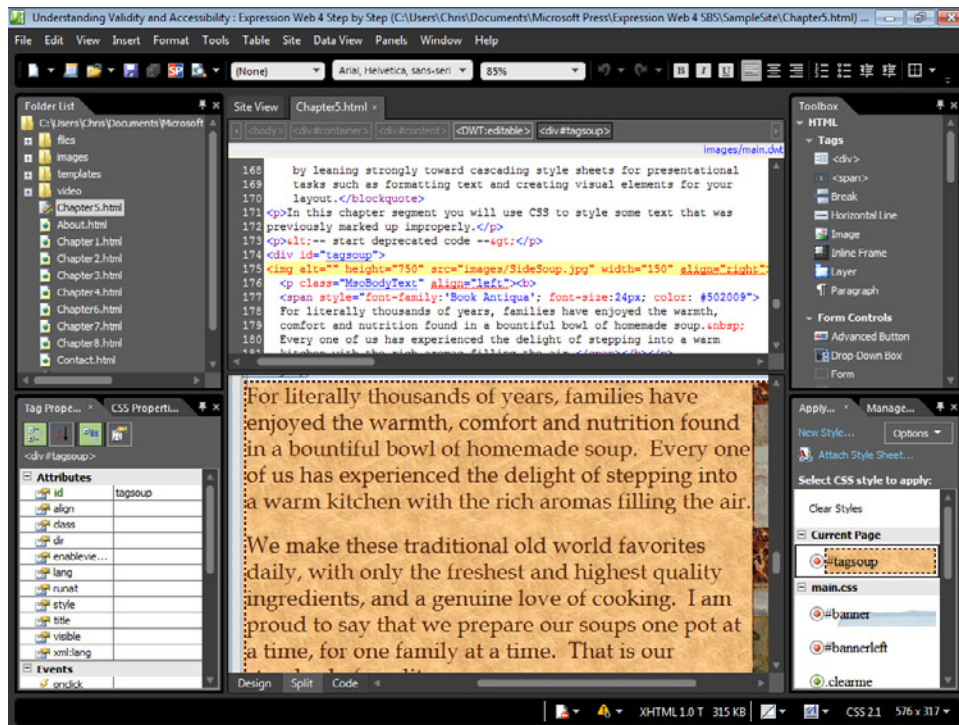 Understanding Validity and Accessibility : Expression Web 4 Step by Step (C:\Users\Chris\Documents\Microsoft Press\Expression Web 4 SBS\SampleSite\Chapter5.html) ...
File Edit View Insert Format Tools Table Site Data View Panels Window Help
(None) Arial, Helvetica, sans-seri 85% B I U
Folder List
C:\Users\Chris\Documents\Microsoft
files
images
templates
video
Chapter5.html
About.html
Chapter1.html
Chapter2.html
Chapter3.html
Chapter4.html
Chapter6.html
Chapter7.html
Chapter8.html
Contact.html
Site View Chapter5.html ×
<body> <div#container> <div#content> <DWT:editable> <div#tagsoup>
images/main.dwt
168 by leaning strongly toward cascading style sheets for presentational
169 tasks such as formatting text and creating visual elements for your
170 layout.</blockquote>
171 <p>In this chapter segment you will use CSS to style some text that was
172 previously marked up improperly.</p>
173 <p>&lt;-- start deprecated code --&gt;</p>
174 <div id="tagsoup">
175 <img alt="" height="750" src="images/SideSoup.jpg" width="150" align="right"
176 <p class="MsoBodyText" align="left"><b>
177 <span style="font-family:'Book Antiqua'; font-size:24px; color: #502009">
178 For literally thousands of years, families have enjoyed the warmth,
179 comfort and nutrition found in a bountiful bowl of homemade soup.&nbsp;
180 Every one of us has experienced the delight of stepping into a warm
181 kitchen with the rich aromas filling the air.</span></b></p>
For literally thousands of years, families have
enjoyed the warmth, comfort and nutrition found
in a bountiful bowl of homemade soup. Every one
of us has experienced the delight of stepping into
a warm kitchen with the rich aromas filling the air.
We make these traditional old world favorites
daily, with only the freshest and highest quality
ingredients, and a genuine love of cooking. I am
proud to say that we prepare our soups one pot at
a time, for one family at a time. That is our
Design Split Code
Toolbox
HTML
Tags
<div>
<span>
Break
Horizontal Line
Image
Inline Frame
Layer
Paragraph
Form Controls
Advanced Button
Drop-Down Box
Form
Tag Prope... × CSS Properti...
<div#tagsoup>
Attributes
id tagsoup
align
class
dir
enablevie...
lang
runat
style
title
visible
xml:lang
Events
onclick
Apply... × Manage...
New Style... Options
Attach Style Sheet...
Select CSS style to apply:
Clear Styles
Current Page
#tagsoup
main.css
#banner
#bannerleft
.clearme
XHTML 1.0 T 315 KB CSS 2.1 576 x 317